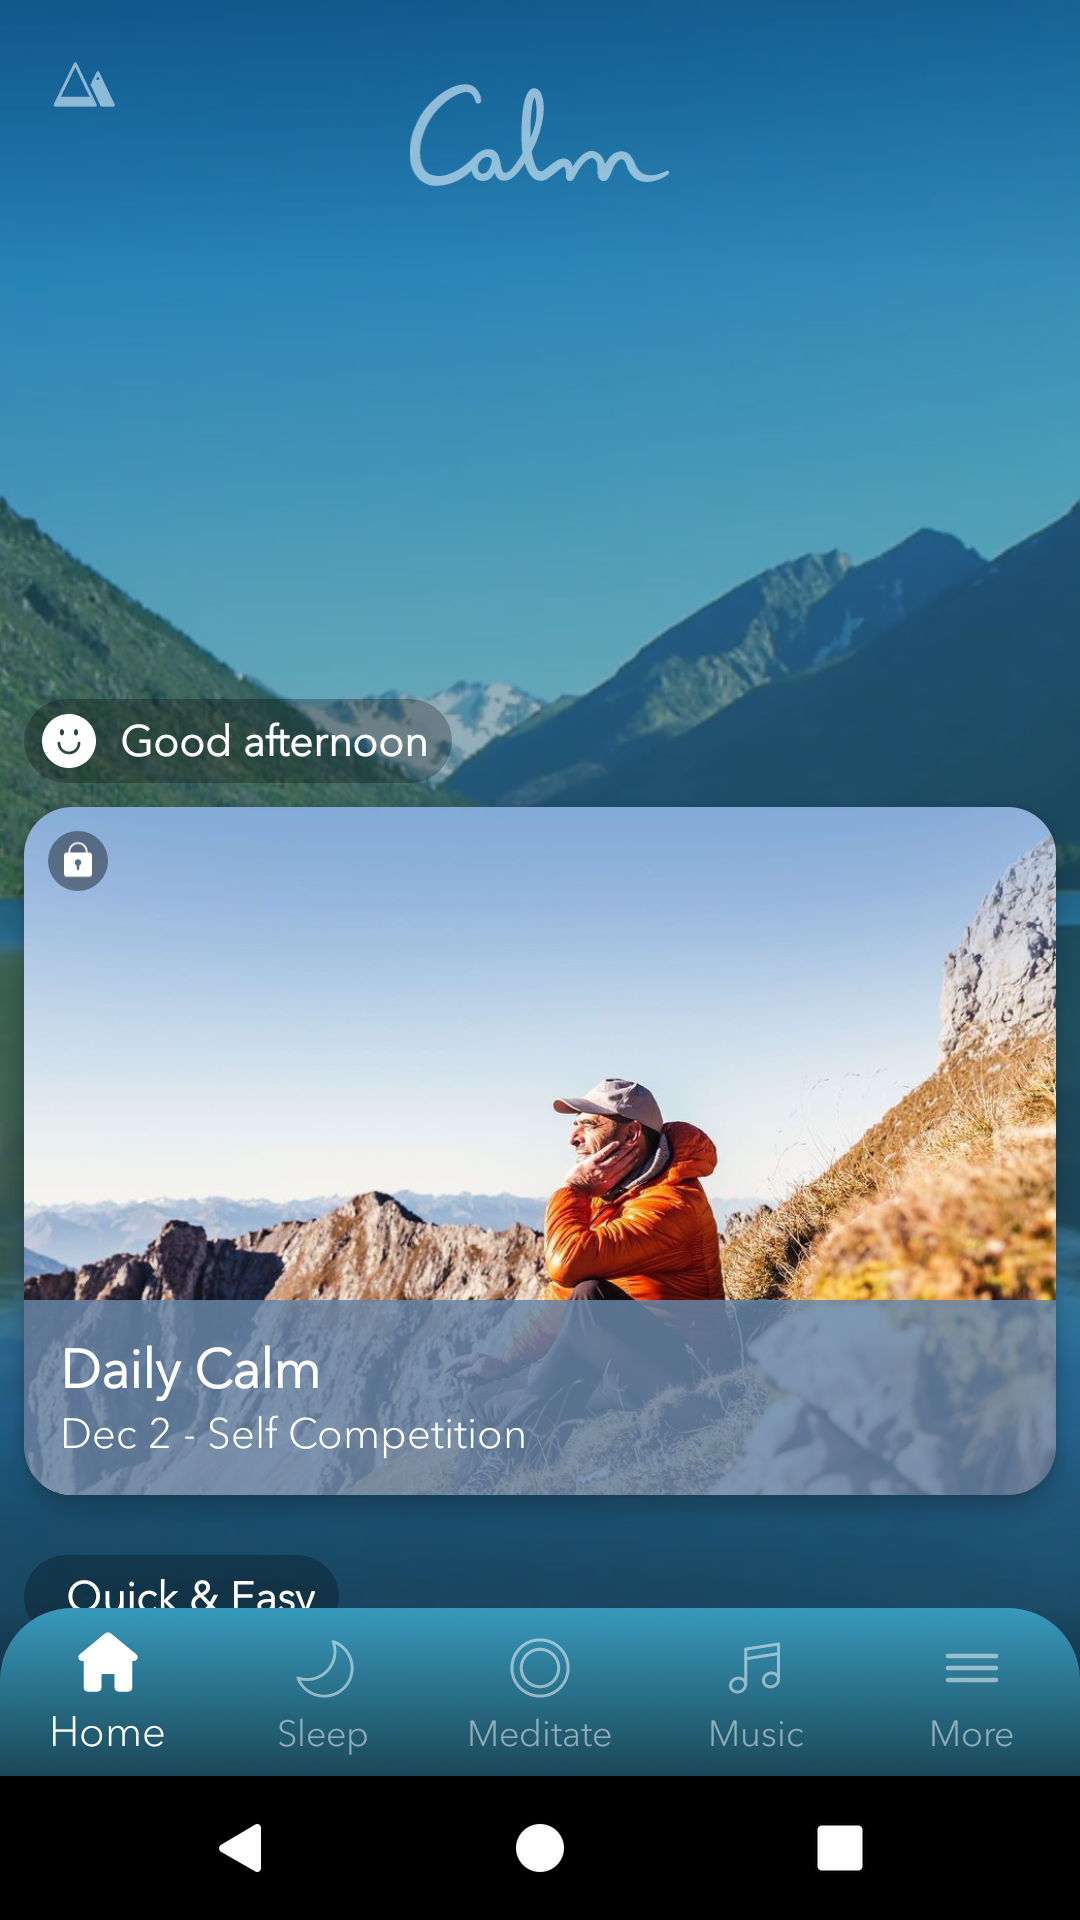 Calm
Good afternoon
Daily Calm
Dec 2 - Self Competition
Quick & Easy
Home
Sleep
Meditate
Music
More